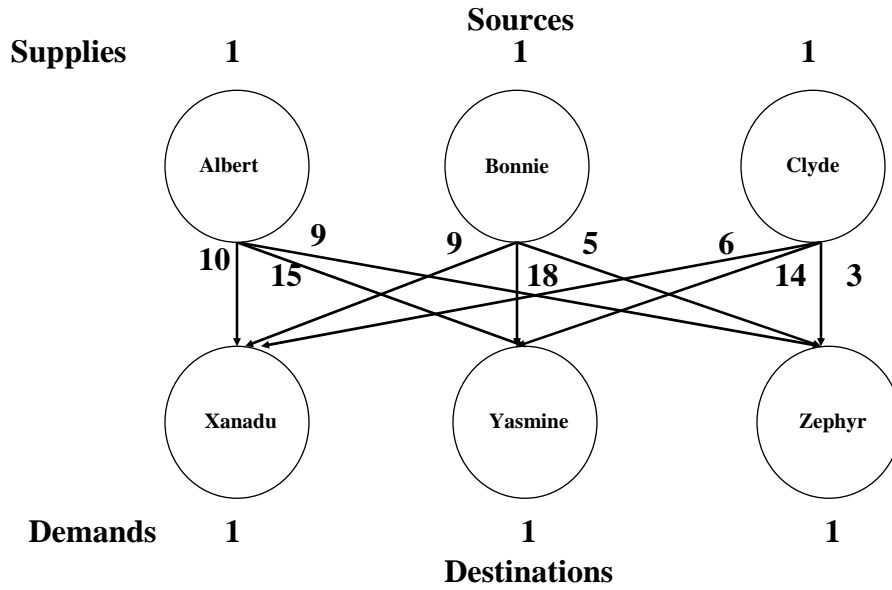 Sources
Supplies 1 1 1
Albert Bonnie Clyde
9 9 5 6
10 15 18 14 3
Xanadu Yasmine Zephyr
Demands 1 1 1
Destinations